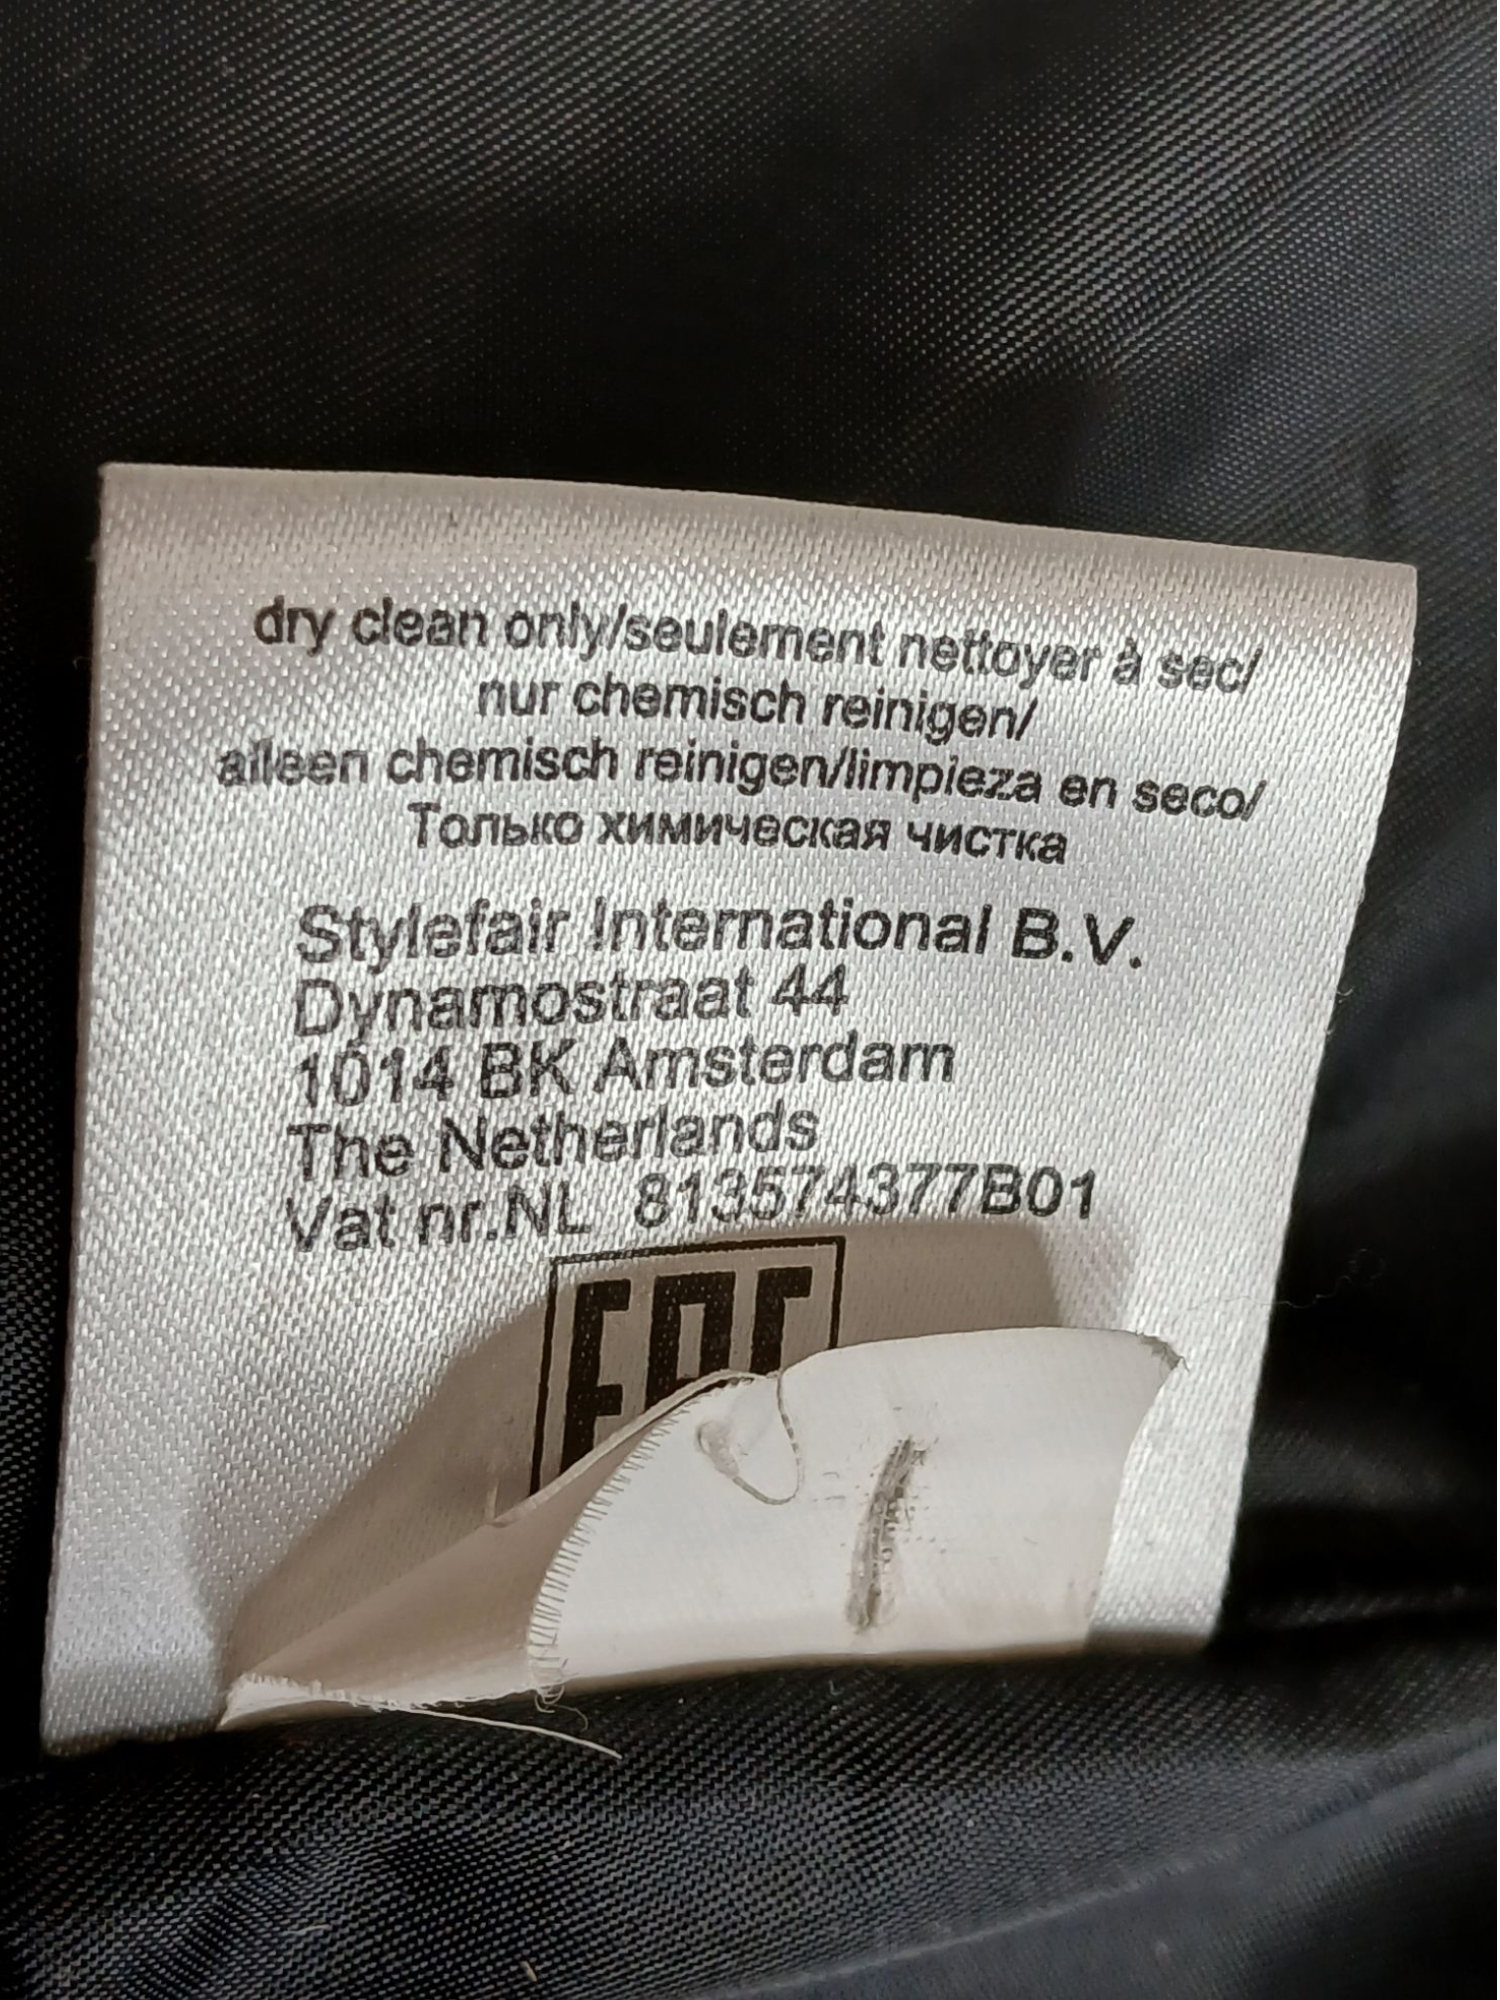 dry clean only/seulement nettoyer à sec/
nur chemisch reinigen/
alleen chemisch reinigen/limpieza en seco/
Только химическая чистка
Stylefair International B.V.
Dynamostraat 44
1014 BK Amsterdam
The Netherlands
Vat nr.NL 813574377B01
EAC